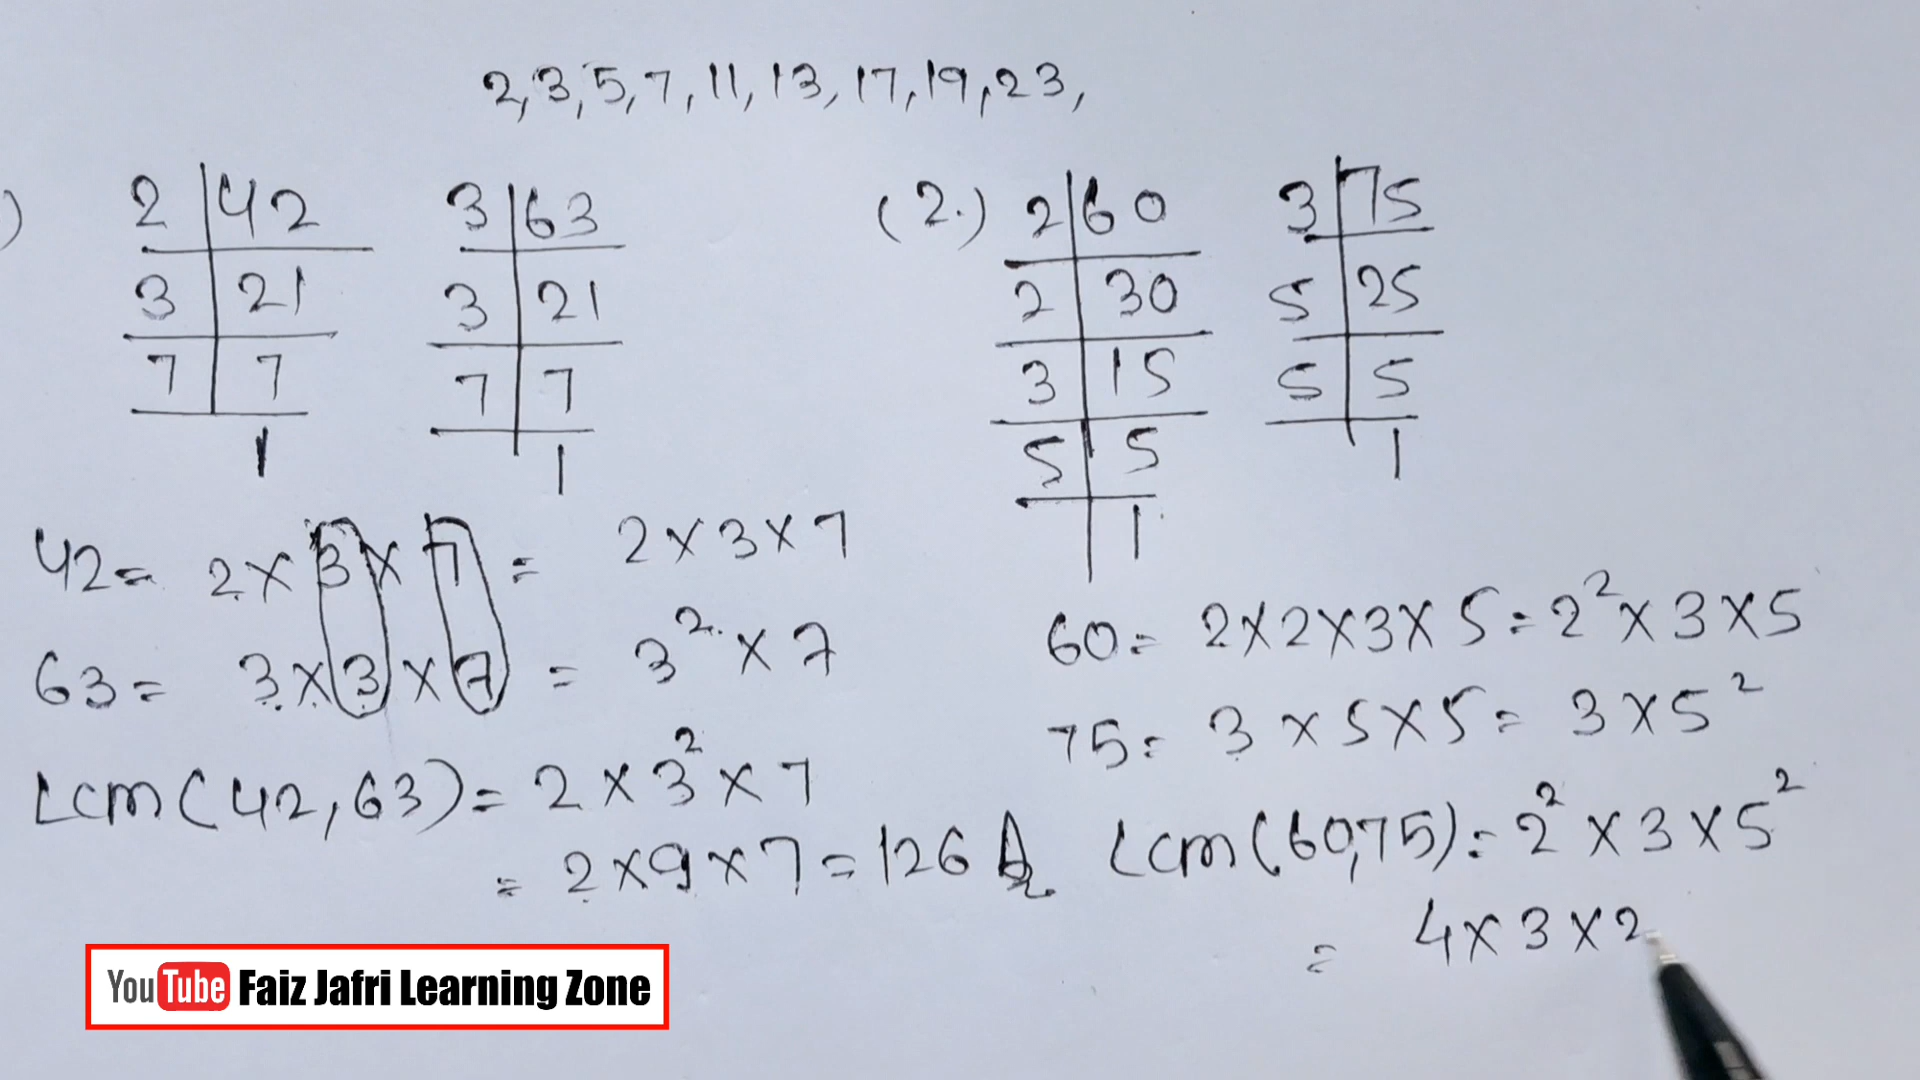 2, 3, 5, 7, 11, 13, 17, 19, 23,
) 2 | 42
3 | 21
7 | 7
1
3 | 63
3 | 21
7 | 7
1
42 = 2 × 3 × 7 = 2 × 3 × 7
63 = 3 × 3 × 7 = 3² × 7
Lcm (42, 63) = 2 × 3² × 7
= 2 × 9 × 7 = 126
(2.) 2 | 60
2 | 30
3 | 15
5 | 5
1
3 | 75
5 | 25
5 | 5
1
60 = 2 × 2 × 3 × 5 = 2² × 3 × 5
75 = 3 × 5 × 5 = 3 × 5²
Lcm (60, 75) = 2² × 3 × 5²
= 4 × 3 × 2
YouTube Faiz Jafri Learning Zone